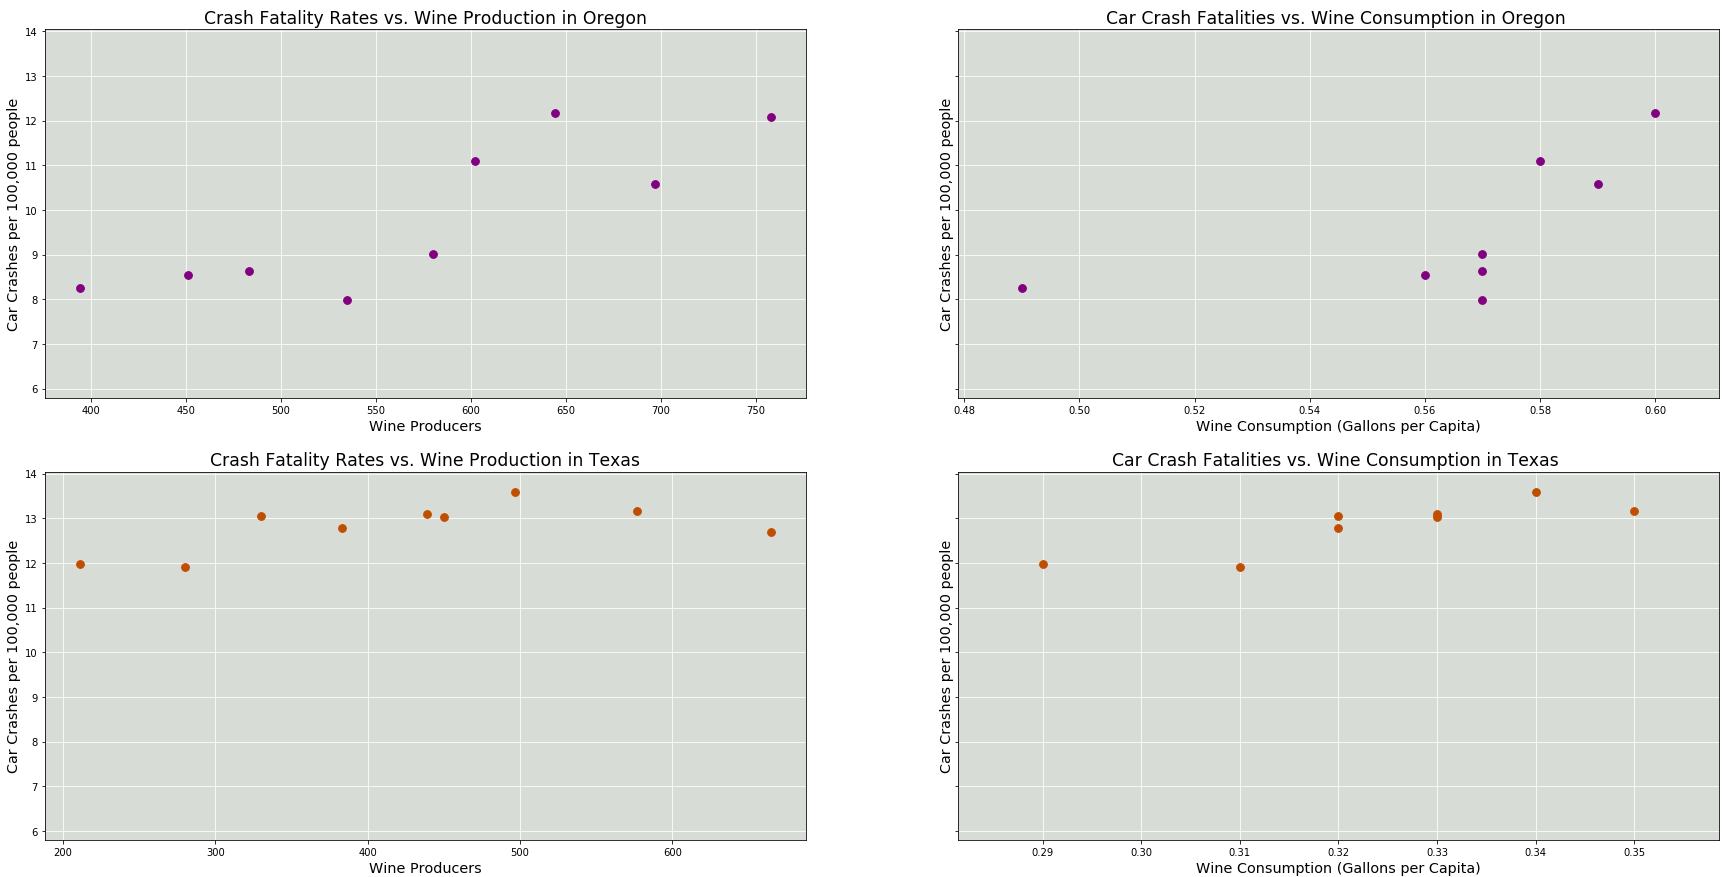 Crash Fatality Rates vs. Wine Production in Oregon
Car Crashes per 100,000 people
14
13
12
11
10
9
8
7
6
400 450 500 550 600 650 700 750
Wine Producers
Car Crash Fatalities vs. Wine Consumption in Oregon
Car Crashes per 100,000 people
0.48 0.50 0.52 0.54 0.56 0.58 0.60
Wine Consumption (Gallons per Capita)
Crash Fatality Rates vs. Wine Production in Texas
Car Crashes per 100,000 people
14
13
12
11
10
9
8
7
6
200 300 400 500 600
Wine Producers
Car Crash Fatalities vs. Wine Consumption in Texas
Car Crashes per 100,000 people
0.29 0.30 0.31 0.32 0.33 0.34 0.35
Wine Consumption (Gallons per Capita)